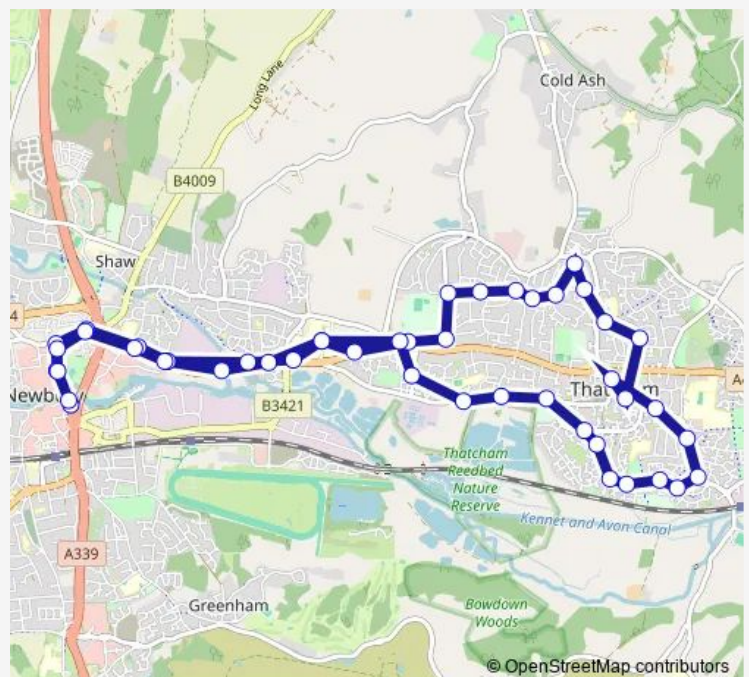 Cold Ash
Long Lane
B4009
Shaw
4
Thatcham
A4
B3421
Thatcham
Reedbed
Nature
Reserve
Kennet and Avon Canal
A339
Greenham
Bowdown
Woods
© OpenStreetMap contributors